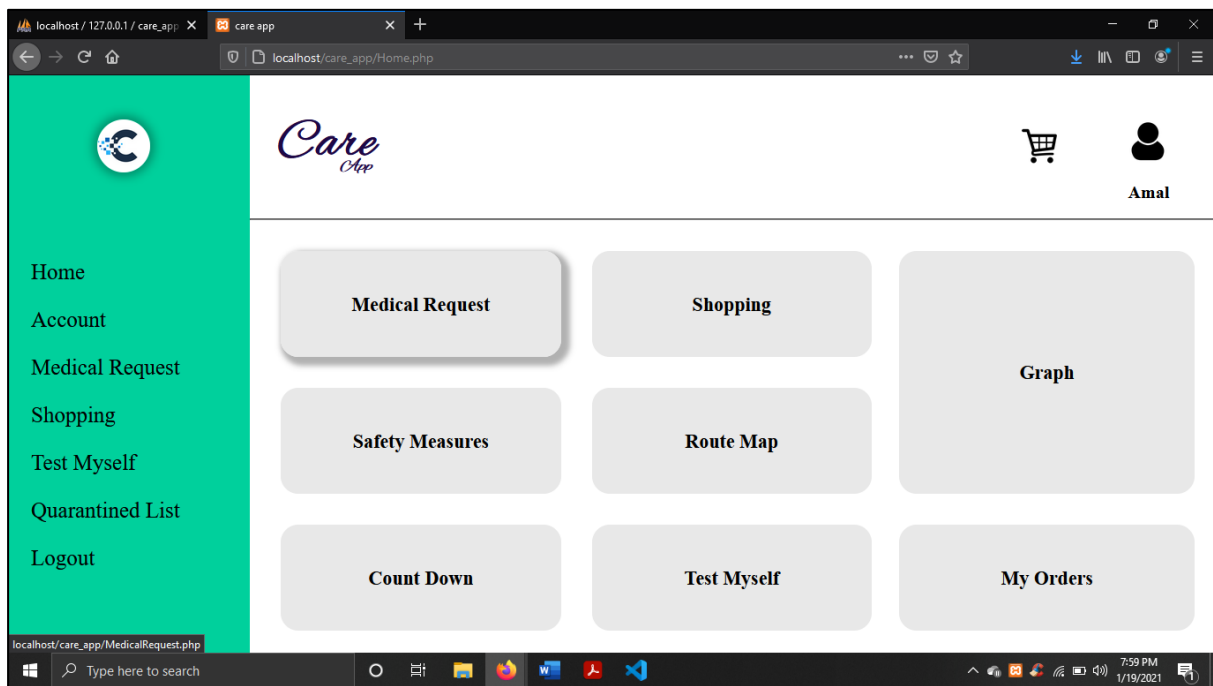 localhost / 127.0.0.1 / care_app
care app
localhost/care_app/Home.php
C
Care
App
Amal
Home
Account
Medical Request
Shopping
Test Myself
Quarantined List
Logout
Medical Request
Shopping
Graph
Safety Measures
Route Map
Count Down
Test Myself
My Orders
localhost/care_app/MedicalRequest.php
Type here to search
7:59 PM
1/19/2021